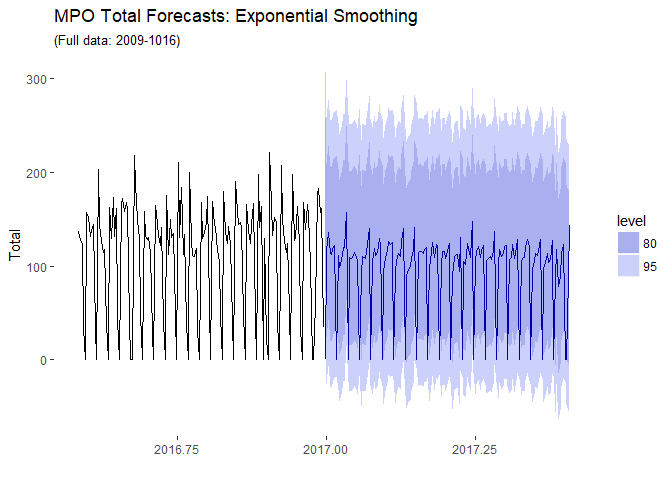 MPO Total Forecasts: Exponential Smoothing
(Full data: 2009-1016)
300
200
100
0
Total
2016.75
2017.00
2017.25
level
80
95